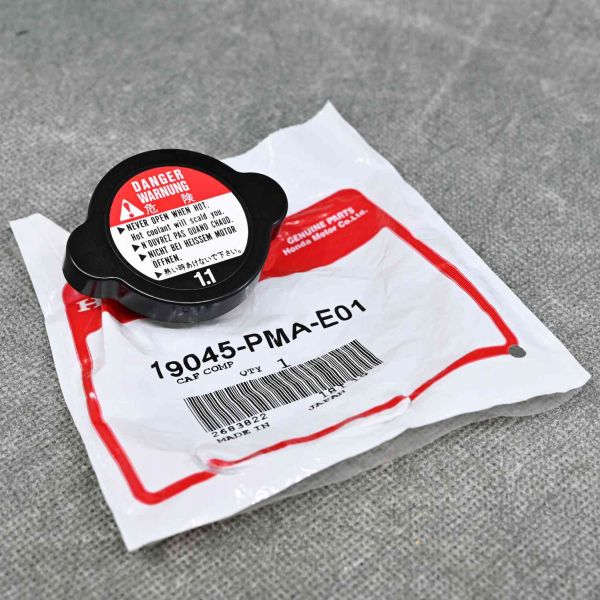 DANGER
WARNUNG
危 険
▶NEVER OPEN WHEN HOT.
Hot coolant will scald you.
▶N'OUVREZ PAS QUAND CHAUD.
▶NICHT BEI HEISSEM MOTOR
ÖFFNEN.
▶熱い時あけないで下さい。
1.1
GENUINE PARTS
Honda Motor Co.,Ltd.
H
19045-PMA-E01
CAP COMP QTY 1
2683822
MADE IN JAPAN